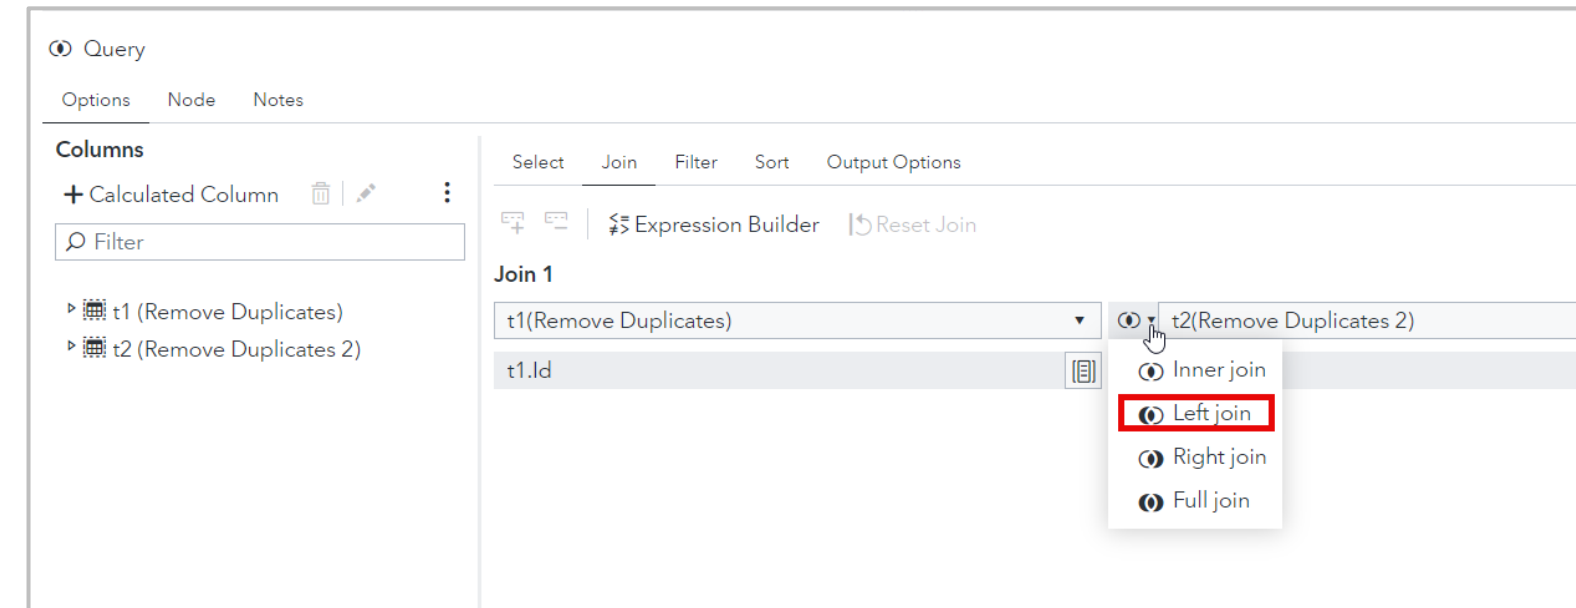 Query
Options Node Notes
Columns
+ Calculated Column
Filter
t1 (Remove Duplicates)
t2 (Remove Duplicates 2)
Select Join Filter Sort Output Options
Expression Builder Reset Join
Join 1
t1(Remove Duplicates) t2(Remove Duplicates 2)
t1.Id
Inner join
Left join
Right join
Full join